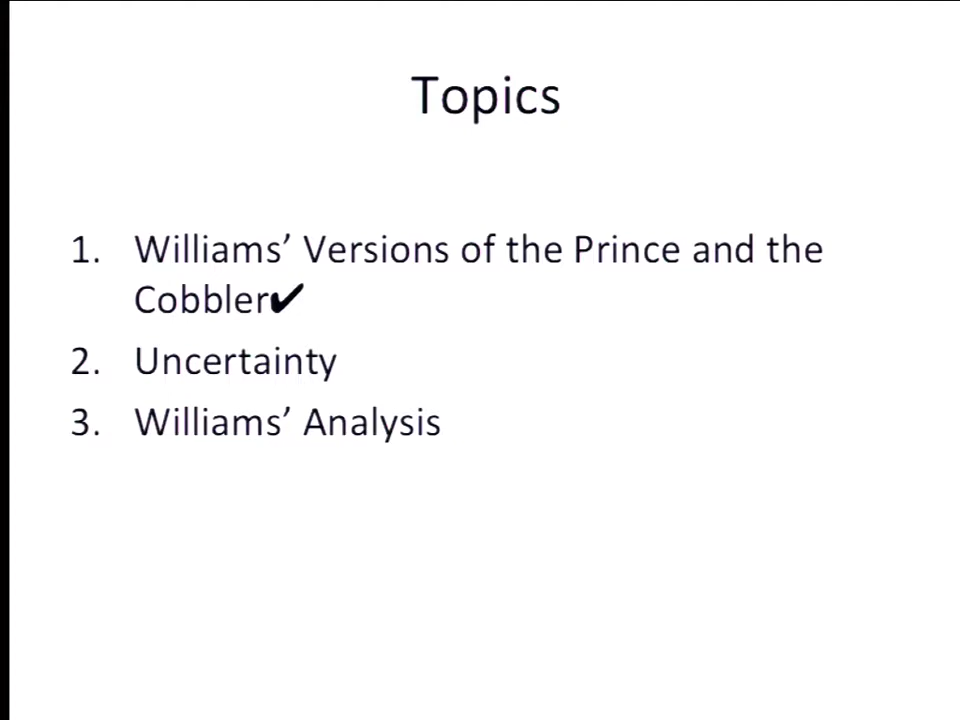 Topics
1. Williams’ Versions of the Prince and the
Cobbler✔
2. Uncertainty
3. Williams’ Analysis